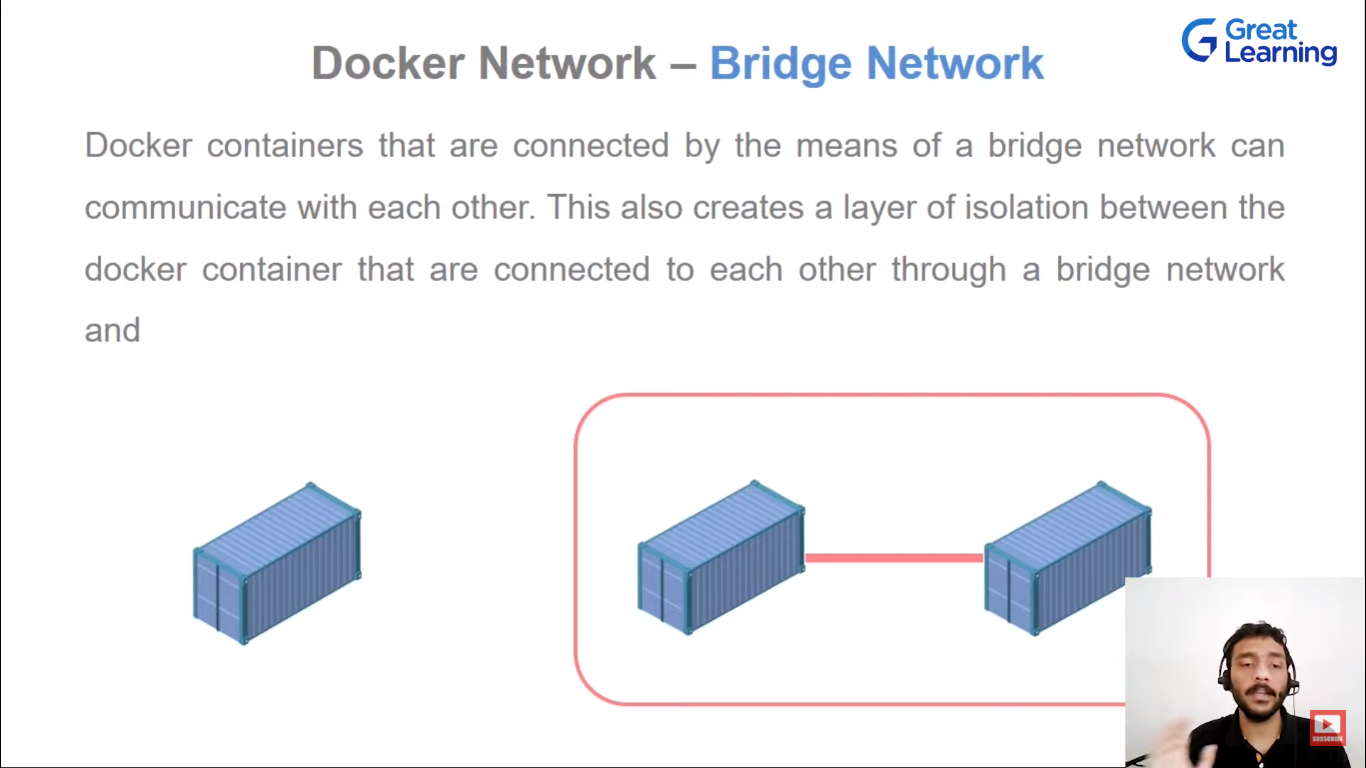 Great
Learning
Docker Network – Bridge Network
Docker containers that are connected by the means of a bridge network can
communicate with each other. This also creates a layer of isolation between the
docker container that are connected to each other through a bridge network
and
SUBSCRIBE